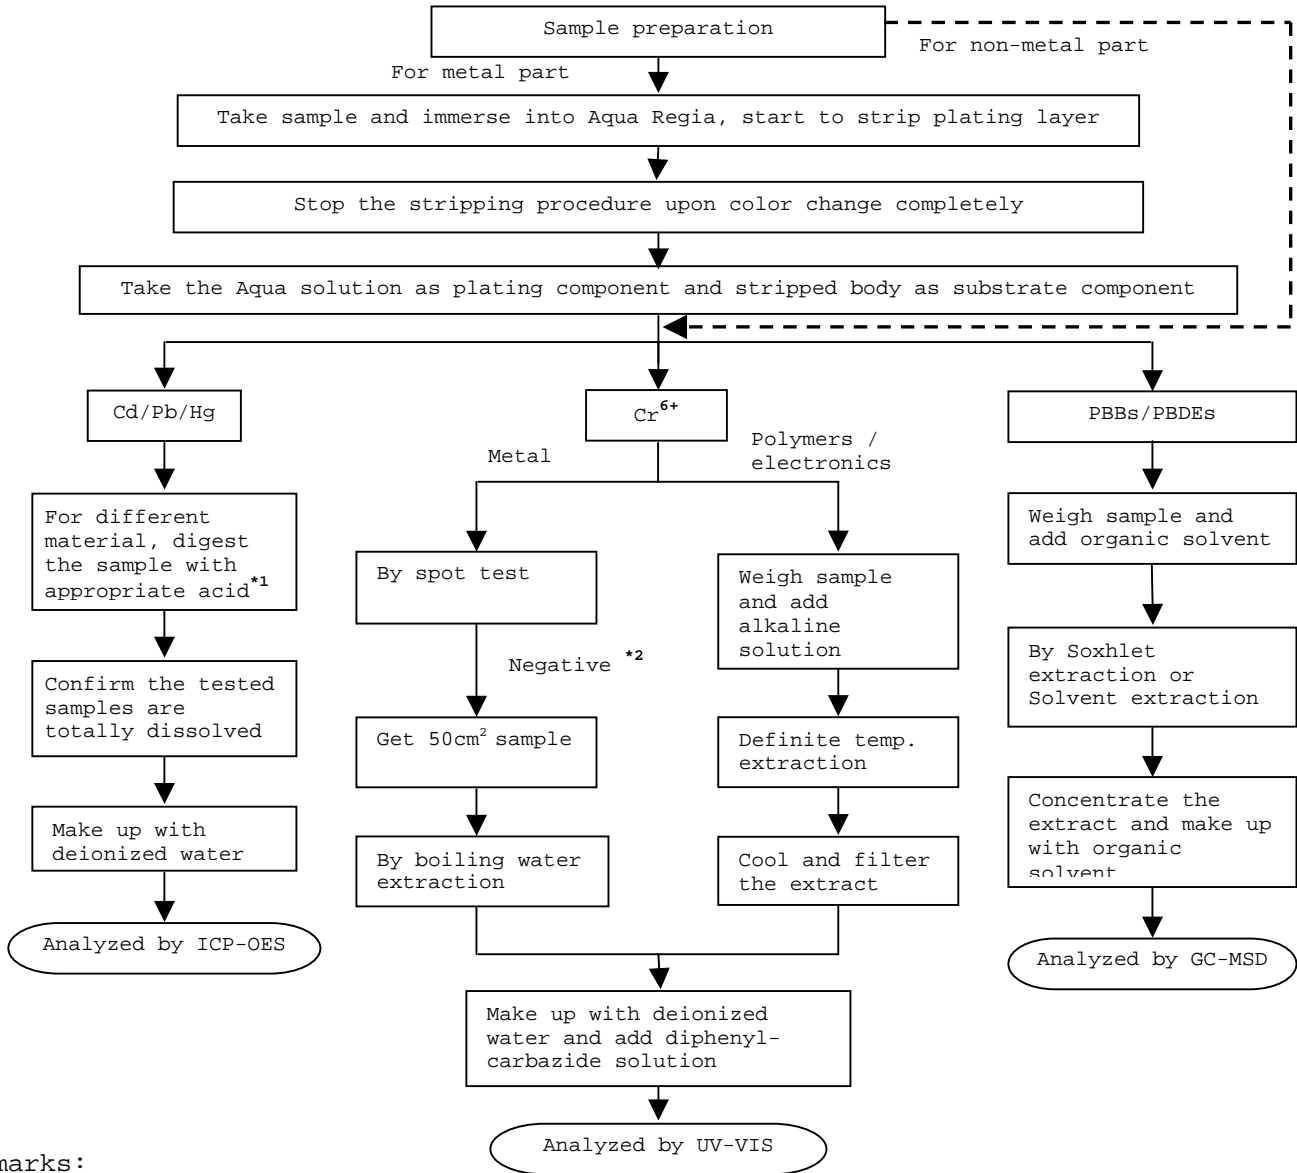 Sample preparation
For non-metal part
For metal part
Take sample and immerse into Aqua Regia, start to strip plating layer
Stop the stripping procedure upon color change completely
Take the Aqua solution as plating component and stripped body as substrate component
Cd/Pb/Hg
For different
material, digest
the sample with
appropriate acid*1
Confirm the tested
samples are
totally dissolved
Make up with
deionized water
Analyzed by ICP-OES
Cr6+
Metal
By spot test
Negative *2
Get 50cm2 sample
By boiling water
extraction
Polymers /
electronics
Weigh sample
and add
alkaline
solution
Definite temp.
extraction
Cool and filter
the extract
Make up with deionized
water and add diphenyl-
carbazide solution
Analyzed by UV-VIS
PBBs/PBDEs
Weigh sample and
add organic solvent
By Soxhlet
extraction or
Solvent extraction
Concentrate the
extract and make up
with organic
solvent
Analyzed by GC-MSD
marks: